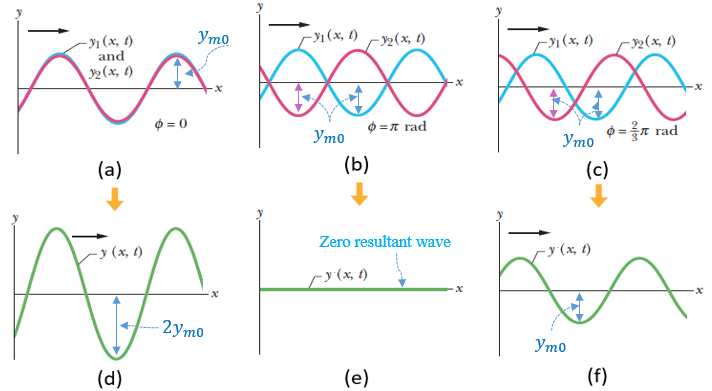 y
y₁(x, t)
and
y₂(x, t)
yₘ₀
x
ϕ = 0
(a)
y
y₁(x, t)
y₂(x, t)
x
yₘ₀
ϕ = π rad
(b)
y
y₁(x, t)
y₂(x, t)
x
yₘ₀
ϕ = 2/3 π rad
(c)
y
y (x, t)
x
2yₘ₀
(d)
y
Zero resultant wave
y (x, t)
x
(e)
y
y (x, t)
x
yₘ₀
(f)